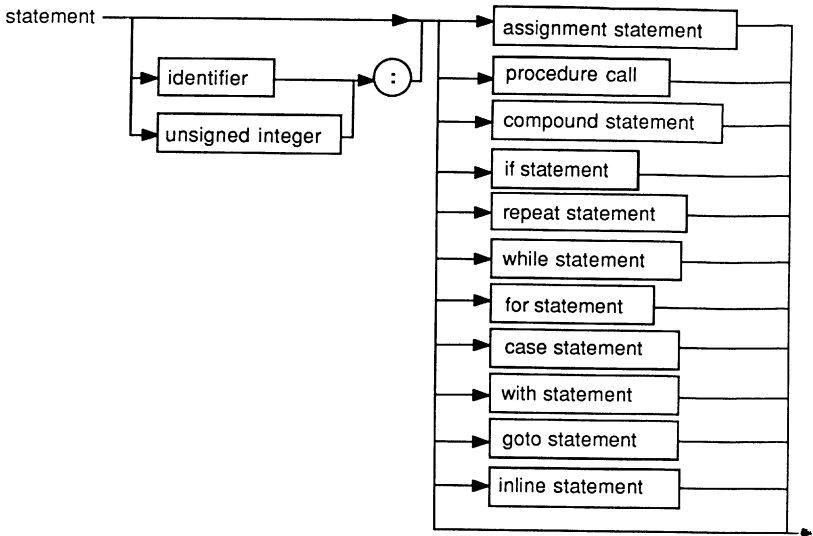 statement
identifier
:
unsigned integer
assignment statement
procedure call
compound statement
if statement
repeat statement
while statement
for statement
case statement
with statement
goto statement
inline statement